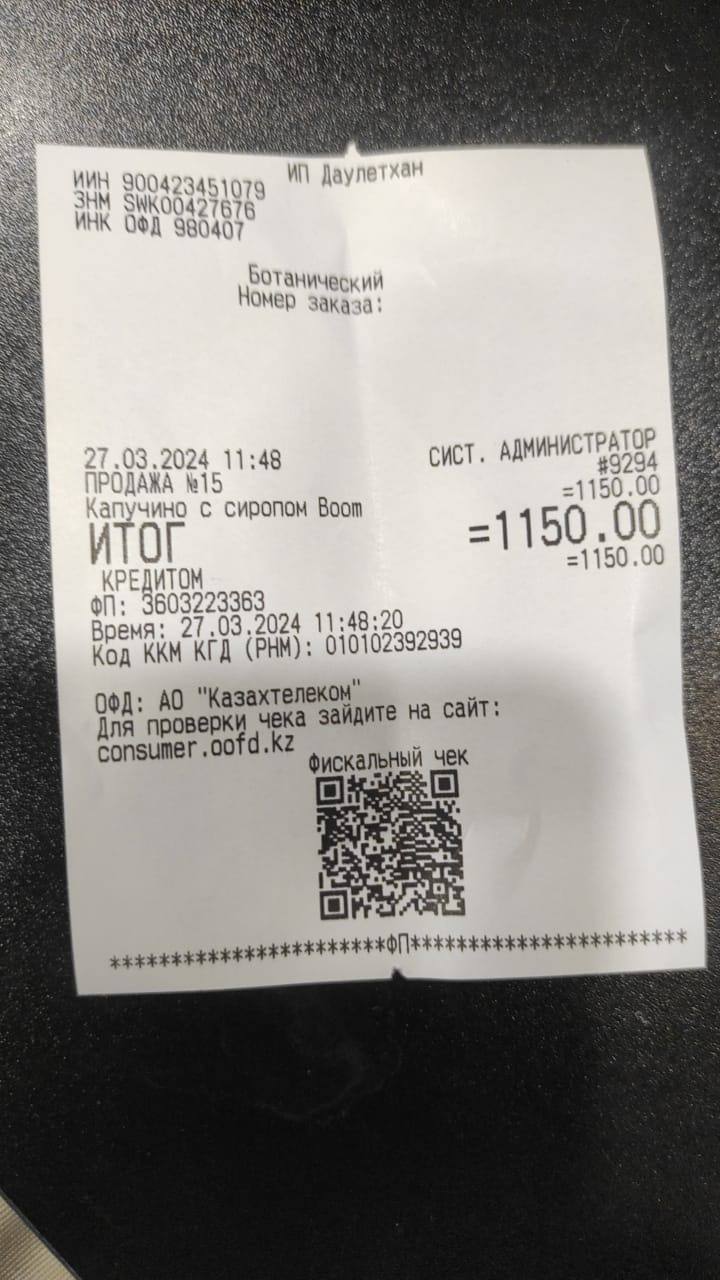 ИП Даулетхан
ИИН 900423451079
ЗНМ SWK00427676
ИНК ОФД 980407
Ботанический
Номер заказа:
27.03.2024 11:48 СИСТ. АДМИНИСТРАТОР
ПРОДАЖА №15 #9294
Капучино с сиропом Boom =1150.00
ИТОГ =1150.00
КРЕДИТОМ =1150.00
ФП: 3603223363
Время: 27.03.2024 11:48:20
Код ККМ КГД (РНМ): 010102392939
ОФД: АО "Казахтелеком"
Для проверки чека зайдите на сайт:
consumer.oofd.kz
Фискальный чек
***********************ФП***********************